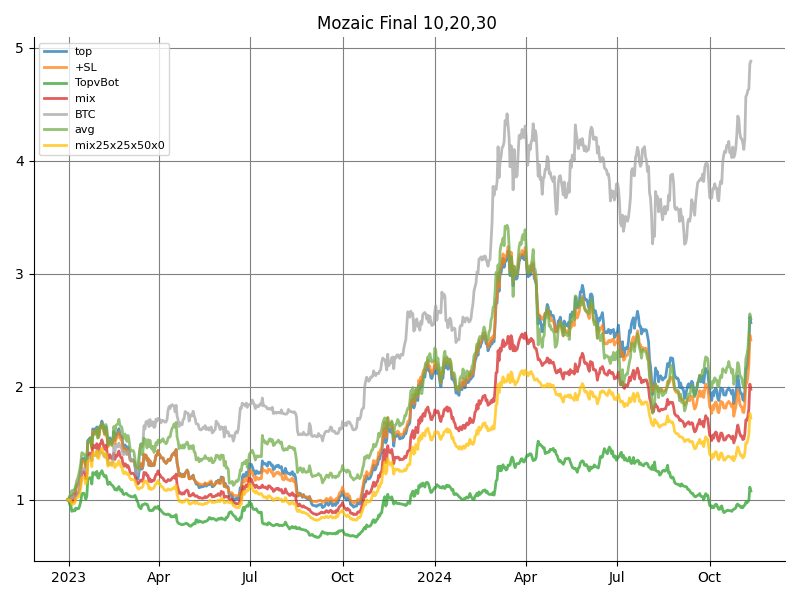 Mozaic Final 10,20,30
top
+SL
TopvBot
mix
BTC
avg
mix25x25x50x0
5
4
3
2
1
2023 Apr Jul Oct 2024 Apr Jul Oct